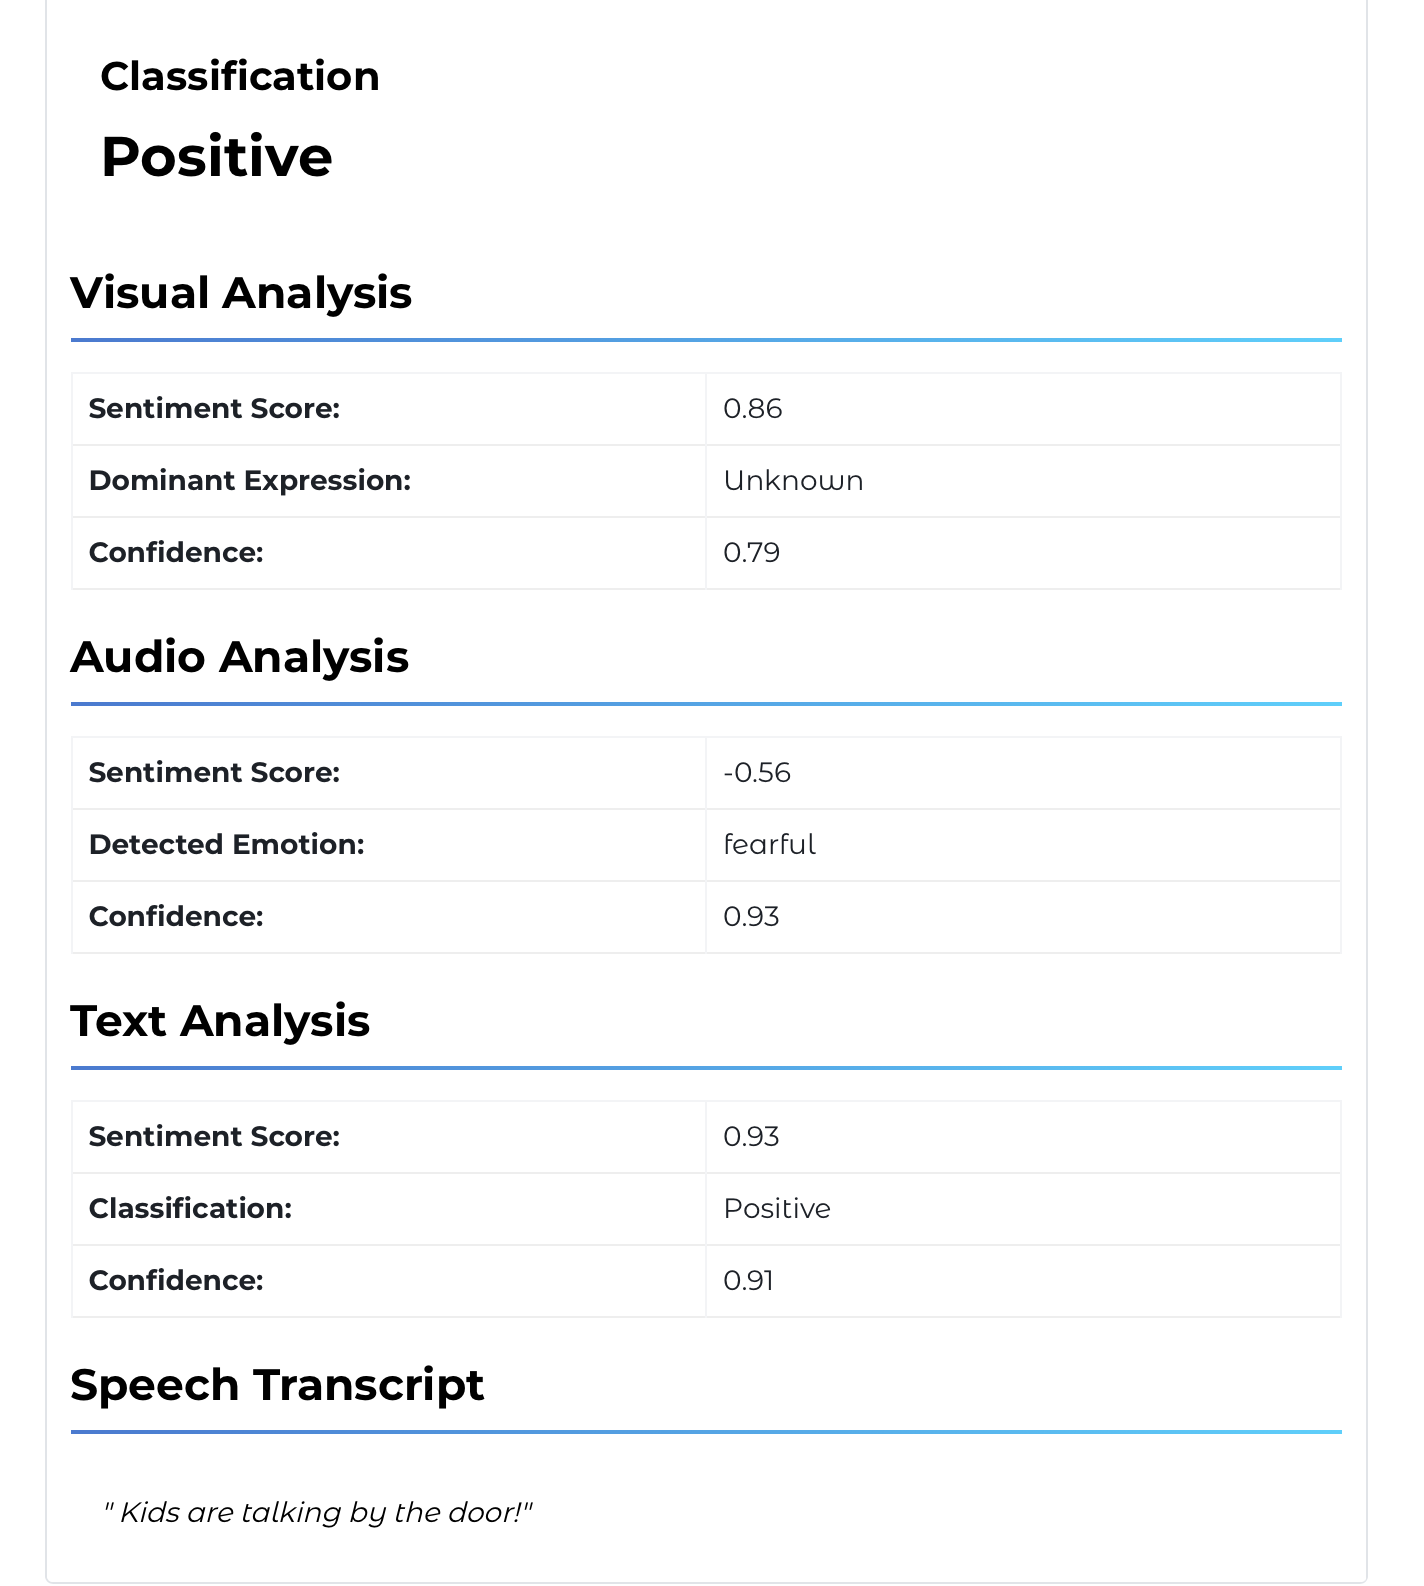 Classification
Positive
Visual Analysis
Sentiment Score: 0.86
Dominant Expression: Unknown
Confidence: 0.79
Audio Analysis
Sentiment Score: -0.56
Detected Emotion: fearful
Confidence: 0.93
Text Analysis
Sentiment Score: 0.93
Classification: Positive
Confidence: 0.91
Speech Transcript
" Kids are talking by the door!"